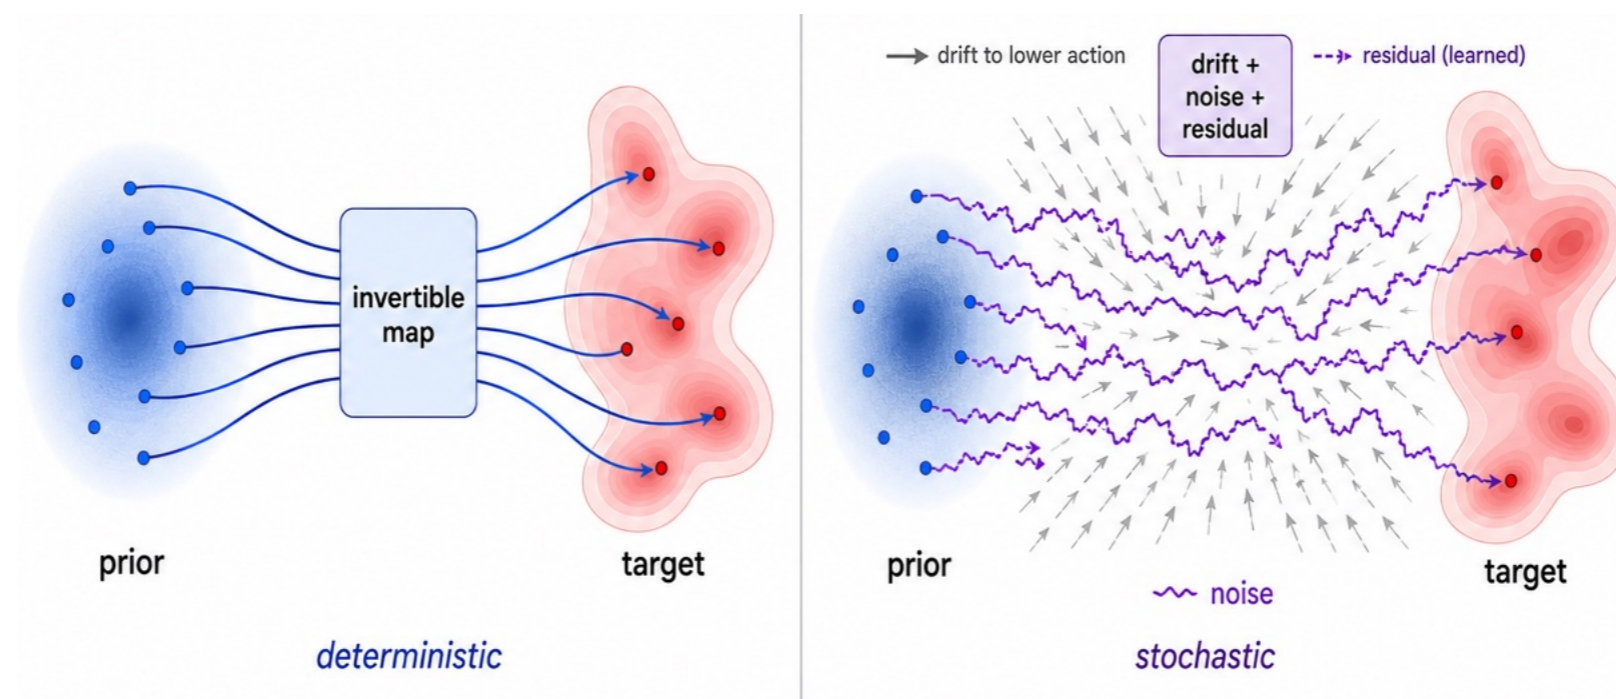 invertible
map
prior
target
deterministic
drift to lower action
drift +
noise +
residual
residual (learned)
prior
target
noise
stochastic